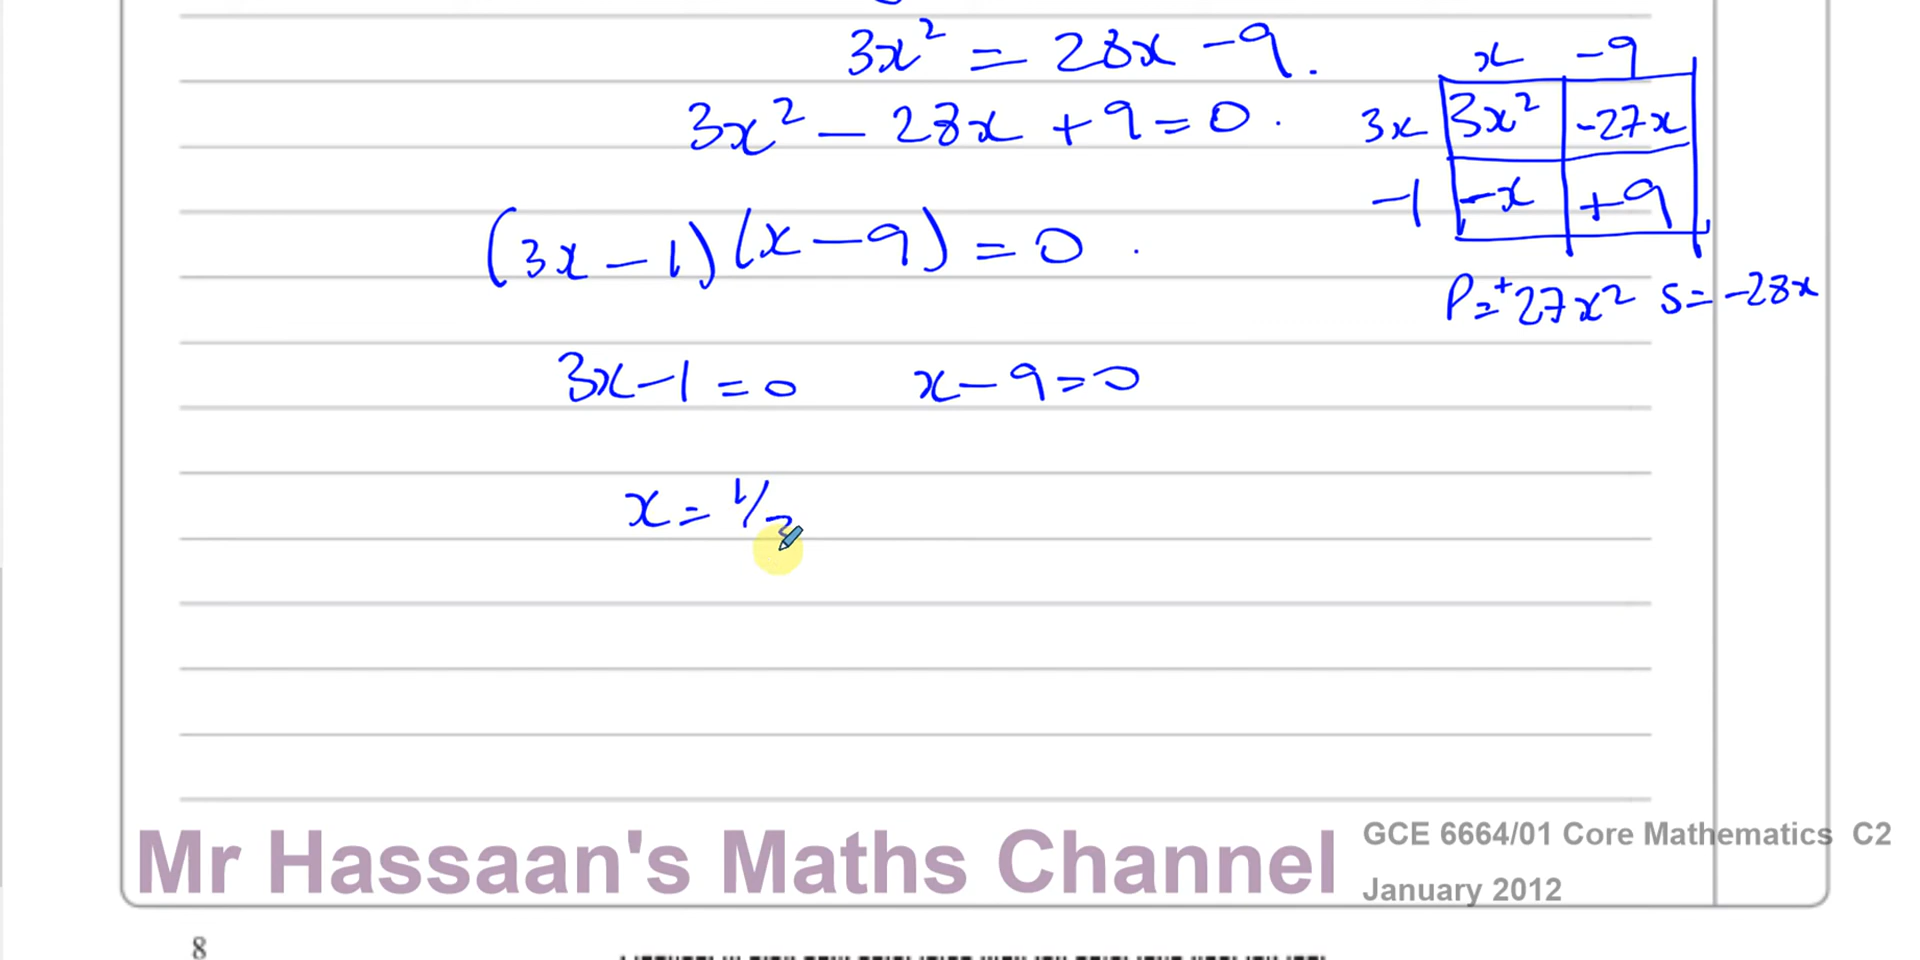 3x² = 28x - 9.
3x² - 28x + 9 = 0.
(3x - 1)(x - 9) = 0.
3x - 1 = 0 x - 9 = 0
x = 1/3
x -9
3x 3x² -27x
-1 -x +9
P = +27x² S = -28x
Mr Hassaan's Maths Channel
GCE 6664/01 Core Mathematics C2
January 2012
8